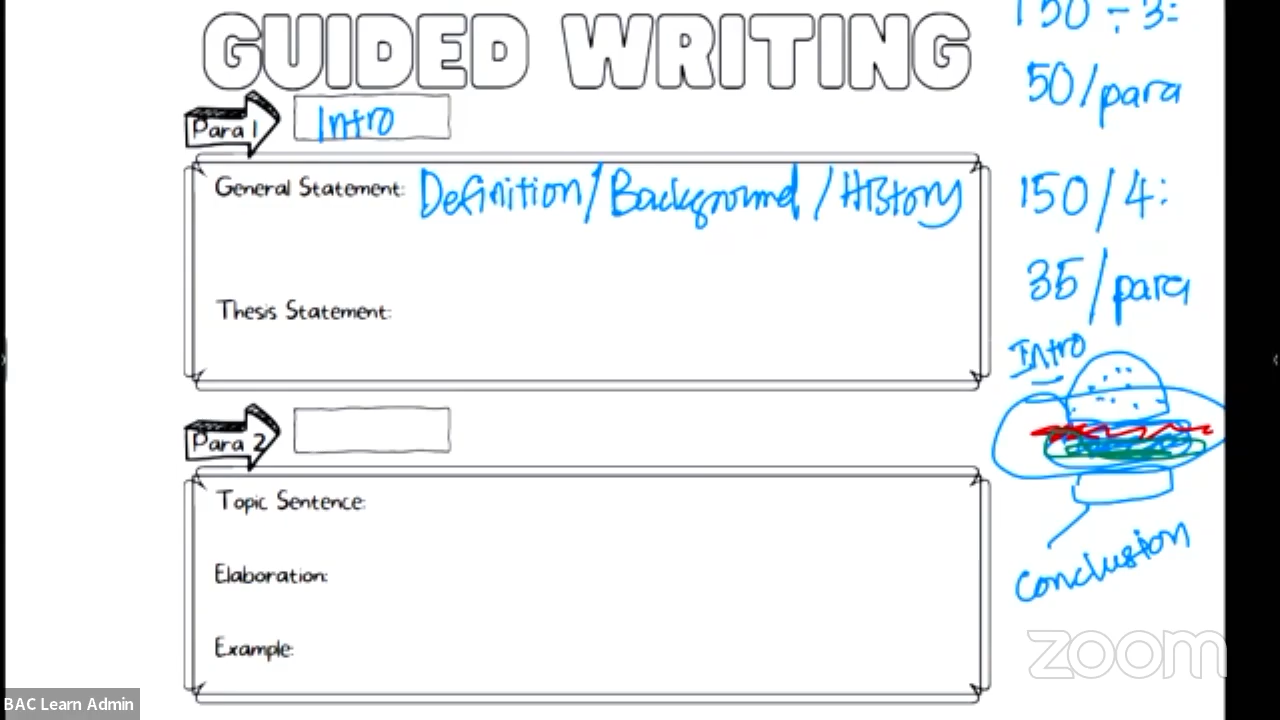 GUIDED WRITING
Para 1
Intro
General Statement: Definition/Background/History
Thesis Statement:
Para 2
Topic Sentence:
Elaboration:
Example:
150 ÷ 3:
50/para
150/4:
35/para
Intro
Conclusion
zoom
BAC Learn Admin